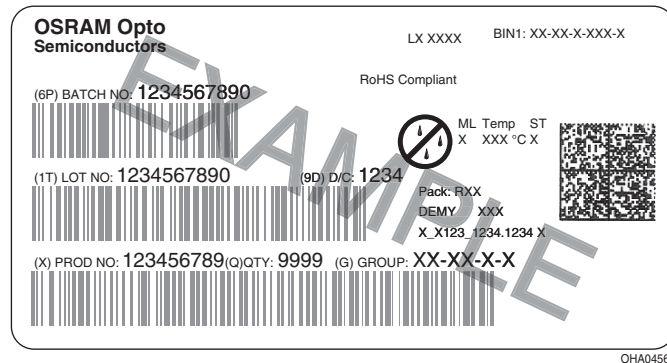 OSRAM Opto
Semiconductors
LX XXXX
BIN1: XX-XX-X-XXX-X
RoHS Compliant
(6P) BATCH NO: 1234567890
ML Temp ST
X XXX °C X
(1T) LOT NO: 1234567890
(9D) D/C: 1234
Pack: RXX
DEMY XXX
X_X123_1234.1234 X
(X) PROD NO: 123456789(Q)QTY: 9999 (G) GROUP: XX-XX-X-X
EXAMPLE
OHA04563